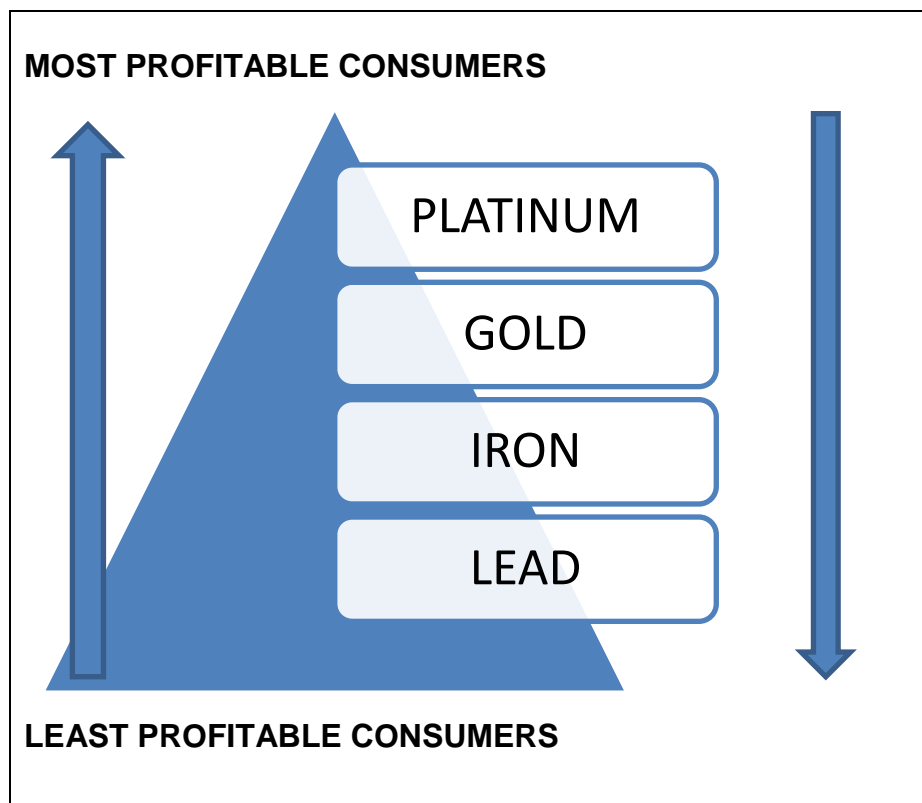 MOST PROFITABLE CONSUMERS
PLATINUM
GOLD
IRON
LEAD
LEAST PROFITABLE CONSUMERS